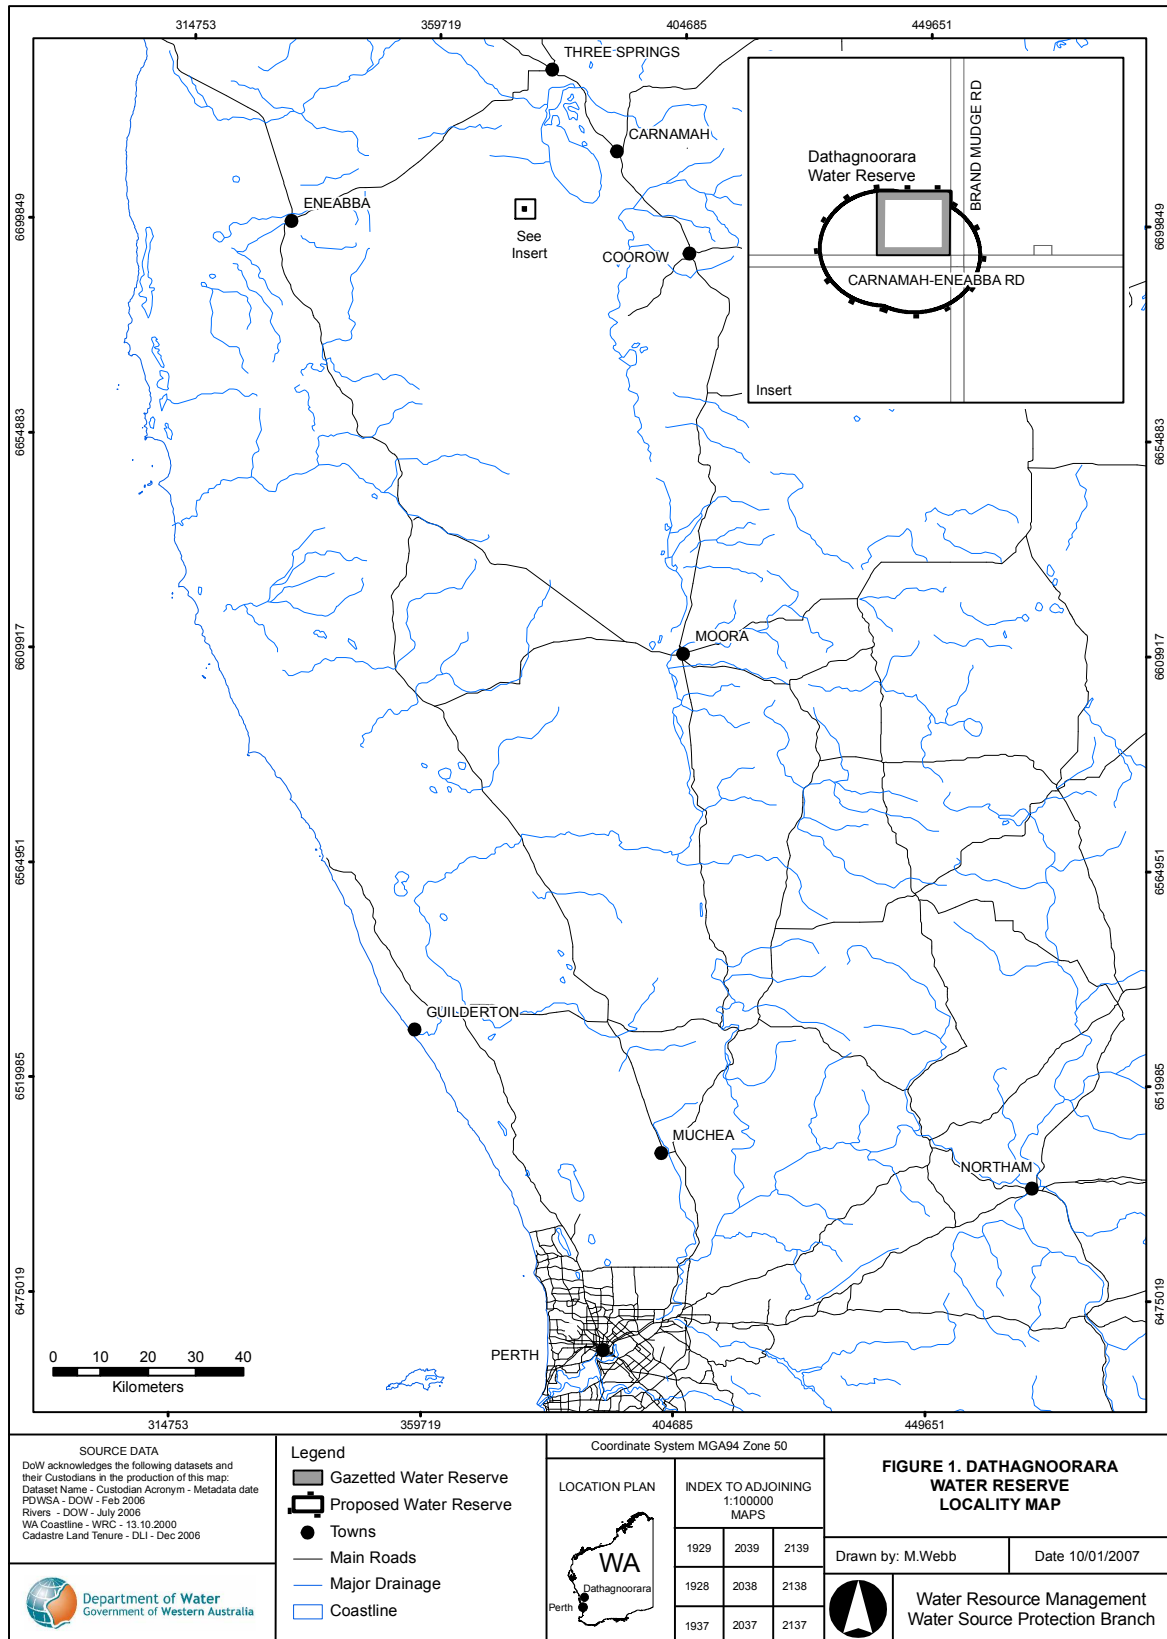 314753
359719
404685
449651
THREE SPRINGS
CARNAMAH
ENEABBA
See
Insert
COOROW
6699849
6699849
Dathagnoorara
Water Reserve
BRAND MUDGE RD
CARNAMAH-ENEABBA RD
Insert
6654883
6654883
MOORA
6609917
6609917
6564951
6564951
GUILDERTON
6519985
6519985
MUCHEA
NORTHAM
6475019
6475019
PERTH
0 10 20 30 40
Kilometers
314753
359719
404685
449651
SOURCE DATA
DoW acknowledges the following datasets and
their Custodians in the production of this map:
Dataset Name - Custodian Acronym - Metadata date
PDWSA - DOW - Feb 2006
Rivers - DOW - July 2006
WA Coastline - WRC - 13.10.2000
Cadastre Land Tenure - DLI - Dec 2006
Department of Water
Government of Western Australia
Legend
Gazetted Water Reserve
Proposed Water Reserve
Towns
Main Roads
Major Drainage
Coastline
Coordinate System MGA94 Zone 50
LOCATION PLAN
WA
Dathagnoorara
Perth
INDEX TO ADJOINING
1:100000
MAPS
1929 2039 2139
1928 2038 2138
1937 2037 2137
FIGURE 1. DATHAGNOORARA
WATER RESERVE
LOCALITY MAP
Drawn by: M.Webb
Date 10/01/2007
Water Resource Management
Water Source Protection Branch